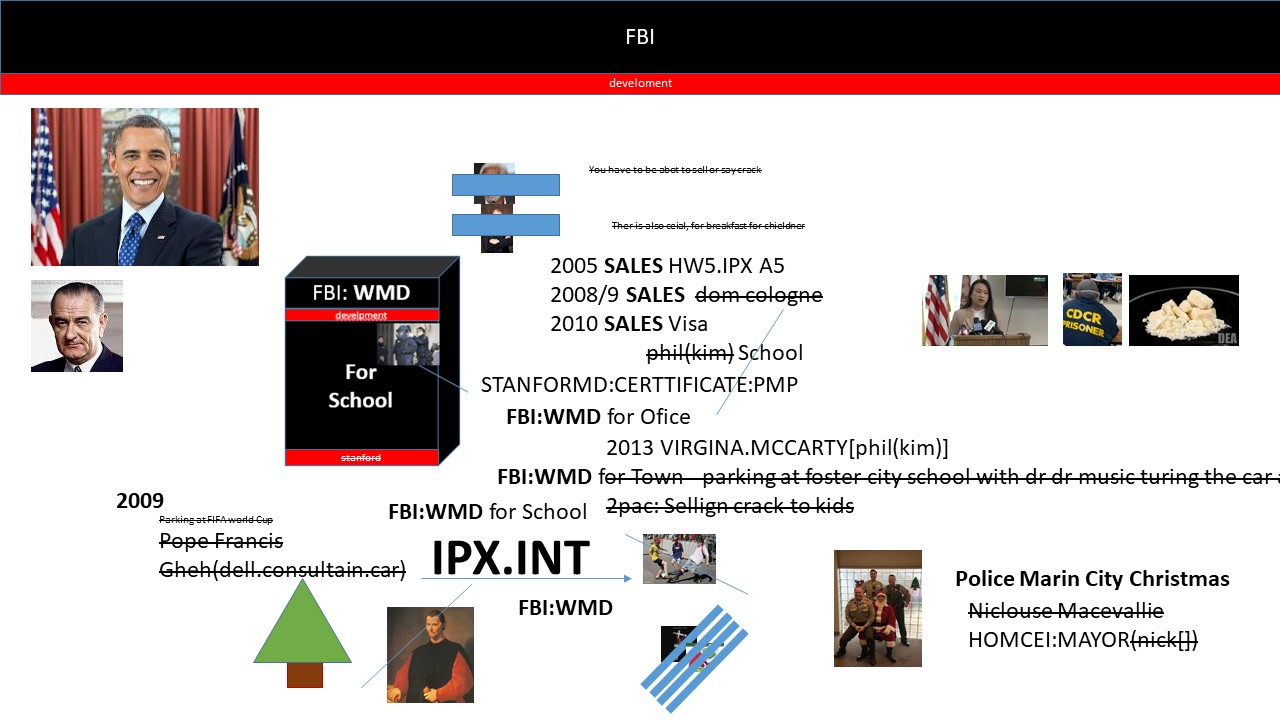 FBI
develoment
You have to be abot to sell or say crack
Ther is also ceial, for breakfast for chieldner
2005 SALES HW5.IPX A5
2008/9 SALES dom cologne
2010 SALES Visa
phil(kim) School
STANFORMD:CERTTIFICATE:PMP
FBI:WMD for Ofice
2013 VIRGINA.MCCARTY[phil(kim)]
FBI:WMD for Town - parking at foster city school with dr dr music turing the car
2pac: Sellign crack to kids
FBI: WMD
develpment
For
School
stanford
CDCR
PRISONER
DEA
2009
Parking at FIFA world Cup
Pope Francis
Gheh(dell.consultain.car)
FBI:WMD for School
IPX.INT
FBI:WMD
Police Marin City Christmas
Niclouse Macevallie
HOMCEI:MAYOR(nick[])